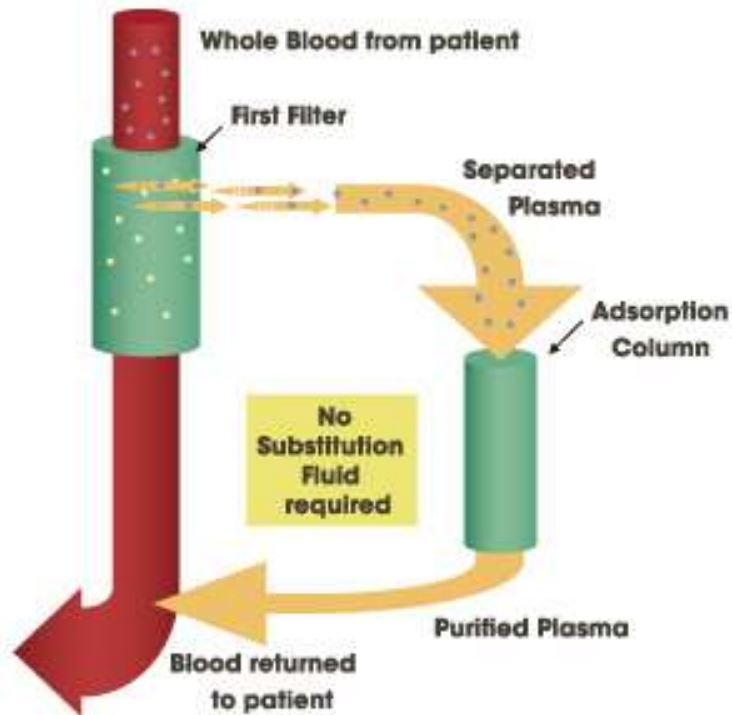 Whole Blood from patient
First Filter
Separated
Plasma
Adsorption
Column
No
Substitution
Fluid
required
Purified Plasma
Blood returned
to patient